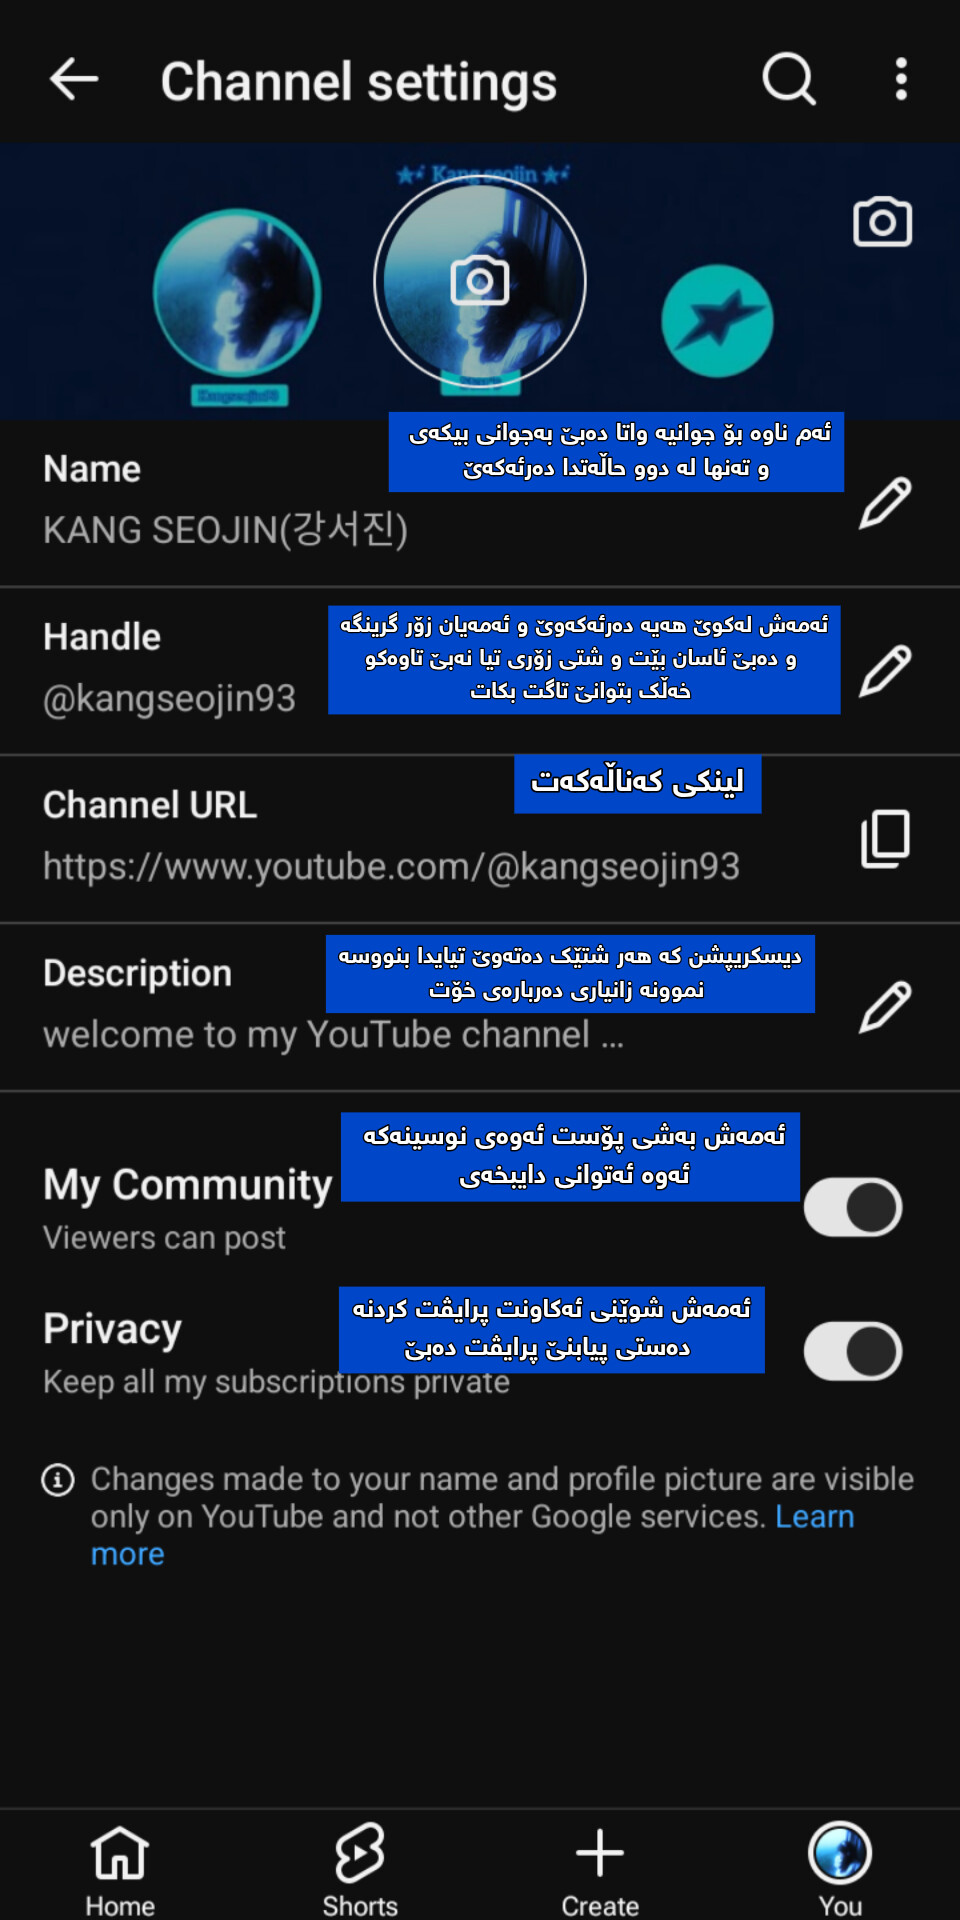 Channel settings
Kang seojin
Kangseojin93
ئەم ناوە بۆ جوانیە واتا دەبێ بەجوانی بیکەی
و تەنها لە دوو حاڵەتدا دەرئەکەێ
Name
KANG SEOJIN(강서진)
ئەمەش لەکوێ هەیە دەرئەکەوێ و ئەمەیان زۆر گرینگە
و دەبێ ئاسان بێت و شتی زۆری تیا نەبێ تاوەکو
خەڵک بتوانێ تاگت بکات
Handle
@kangseojin93
لینکی کەناڵەکەت
Channel URL
https://www.youtube.com/@kangseojin93
دیسکریپشن کە هەر شتێک دەتەوێ تیایدا بنووسە
نموونە زانیاری دەربارەی خۆت
Description
welcome to my YouTube channel ...
ئەمەش بەشی پۆست ئەوەی نوسینەکە
ئەوە ئەتوانی دایبخەی
My Community
Viewers can post
ئەمەش شوێنی ئەکاونت پرایڤت کردنە
دەستی پیابنێ پرایڤت دەبێ
Privacy
Keep all my subscriptions private
Changes made to your name and profile picture are visible
only on YouTube and not other Google services. Learn
more
Home
Shorts
Create
You